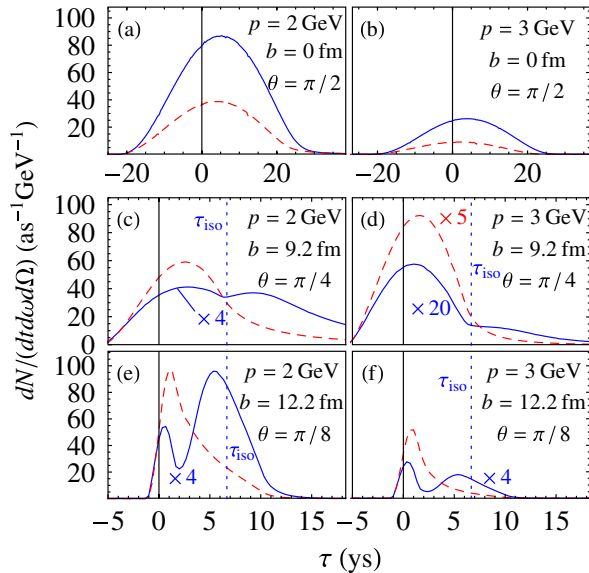 dN/(dtdωdΩ) (as⁻¹GeV⁻¹)
(a) p = 2 GeV
b = 0 fm
θ = π/2
80
60
40
20
−20 0 20
(b) p = 3 GeV
b = 0 fm
θ = π/2
−20 0 20
(c) τiso p = 2 GeV
b = 9.2 fm
θ = π/4
× 4
100
80
60
40
20
(d) × 5 p = 3 GeV
τiso b = 9.2 fm
θ = π/4
× 20
(e) p = 2 GeV
b = 12.2 fm
θ = π/8
τiso
× 4
100
80
60
40
20
−5 0 5 10 15
(f) τiso p = 3 GeV
b = 12.2 fm
θ = π/8
× 4
−5 0 5 10 15
τ (ys)